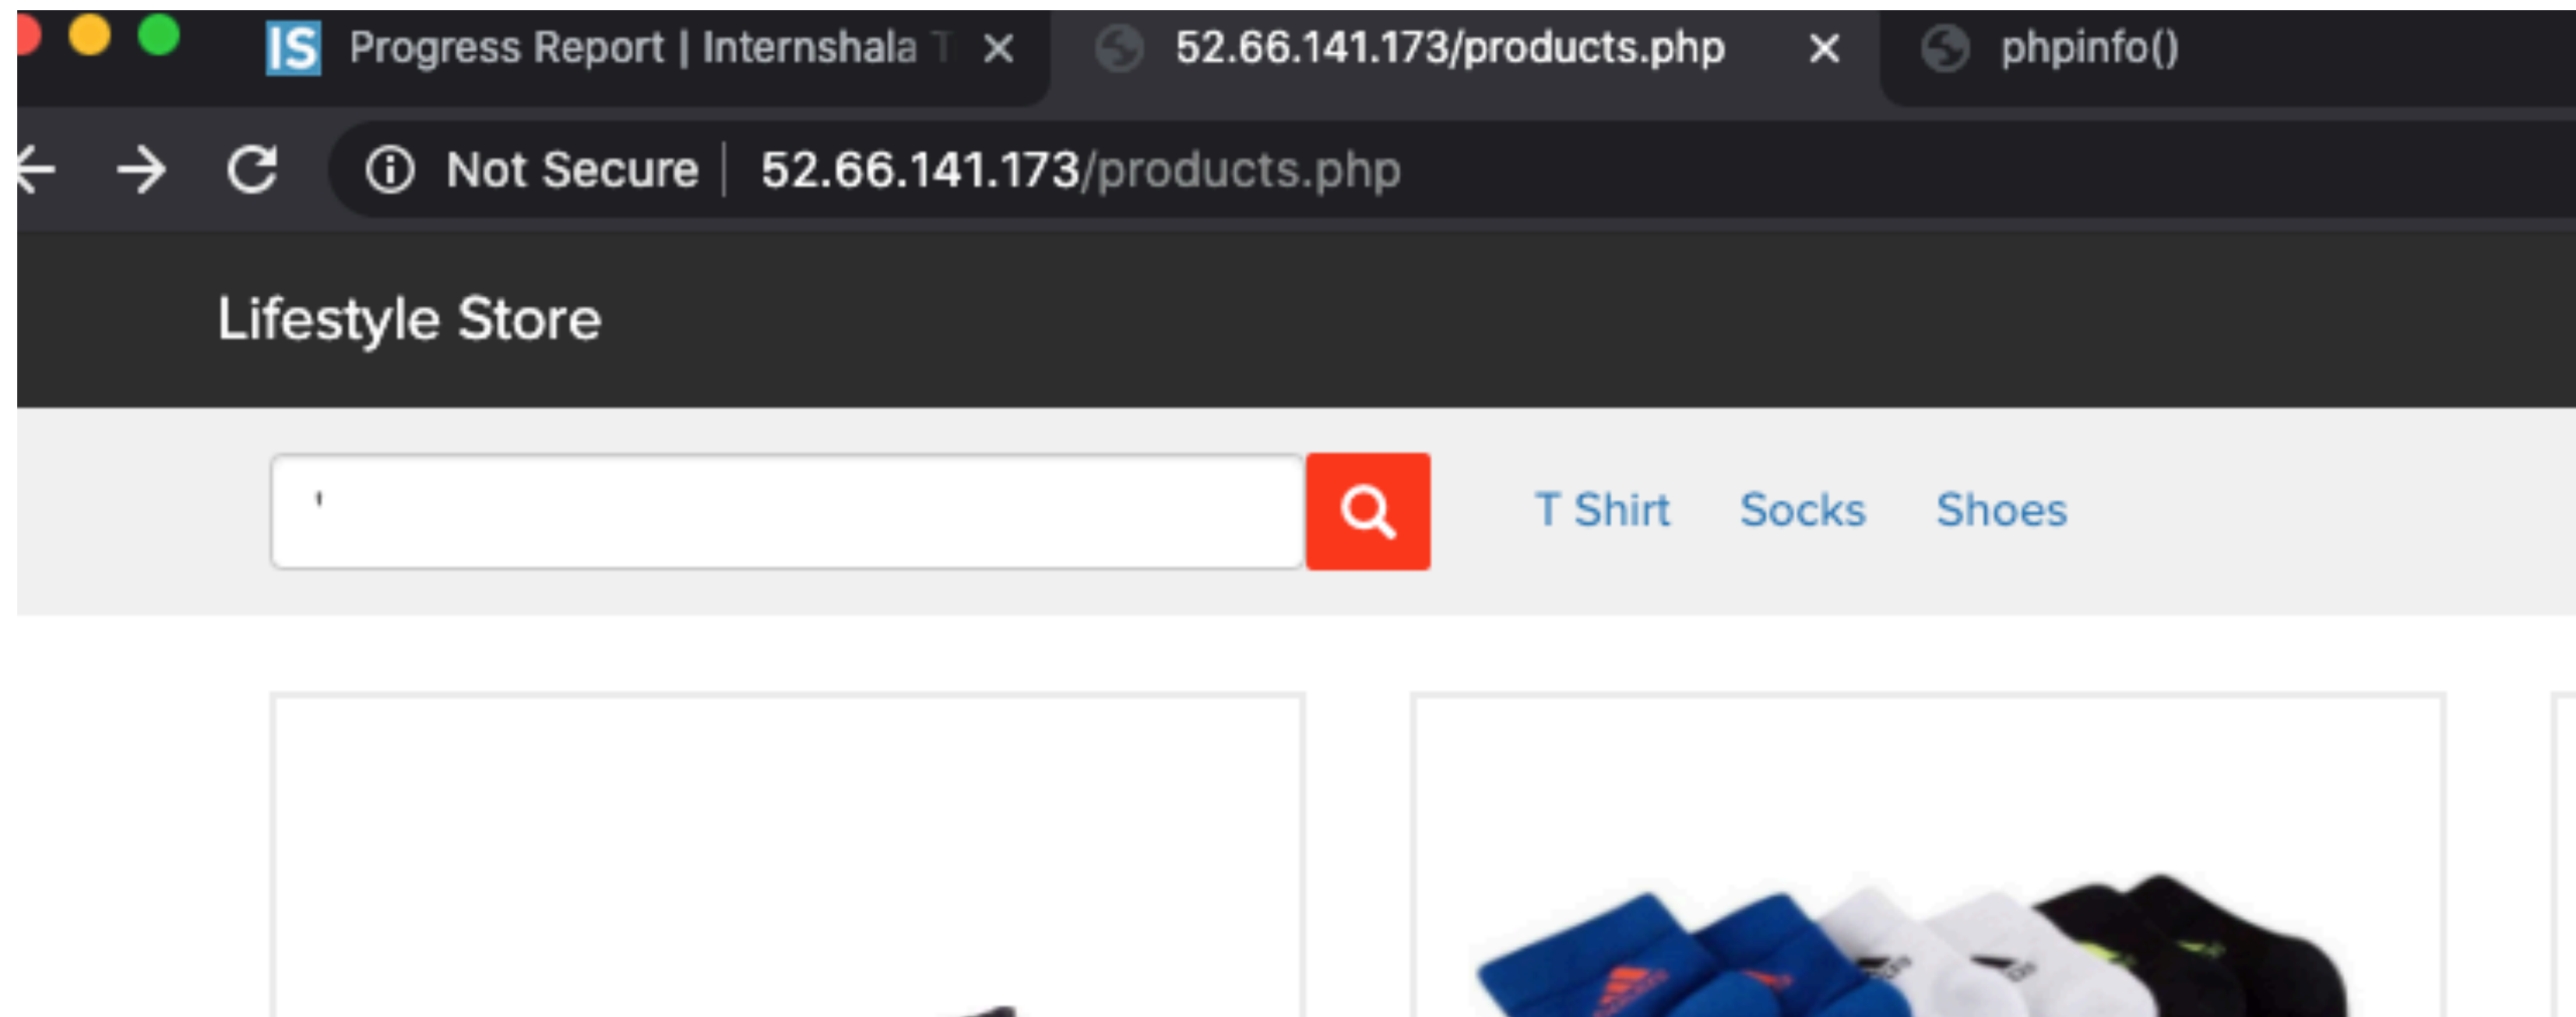 IS Progress Report | Internshala 52.66.141.173/products.php phpinfo()
Not Secure 52.66.141.173/products.php
Lifestyle Store
' T Shirt Socks Shoes